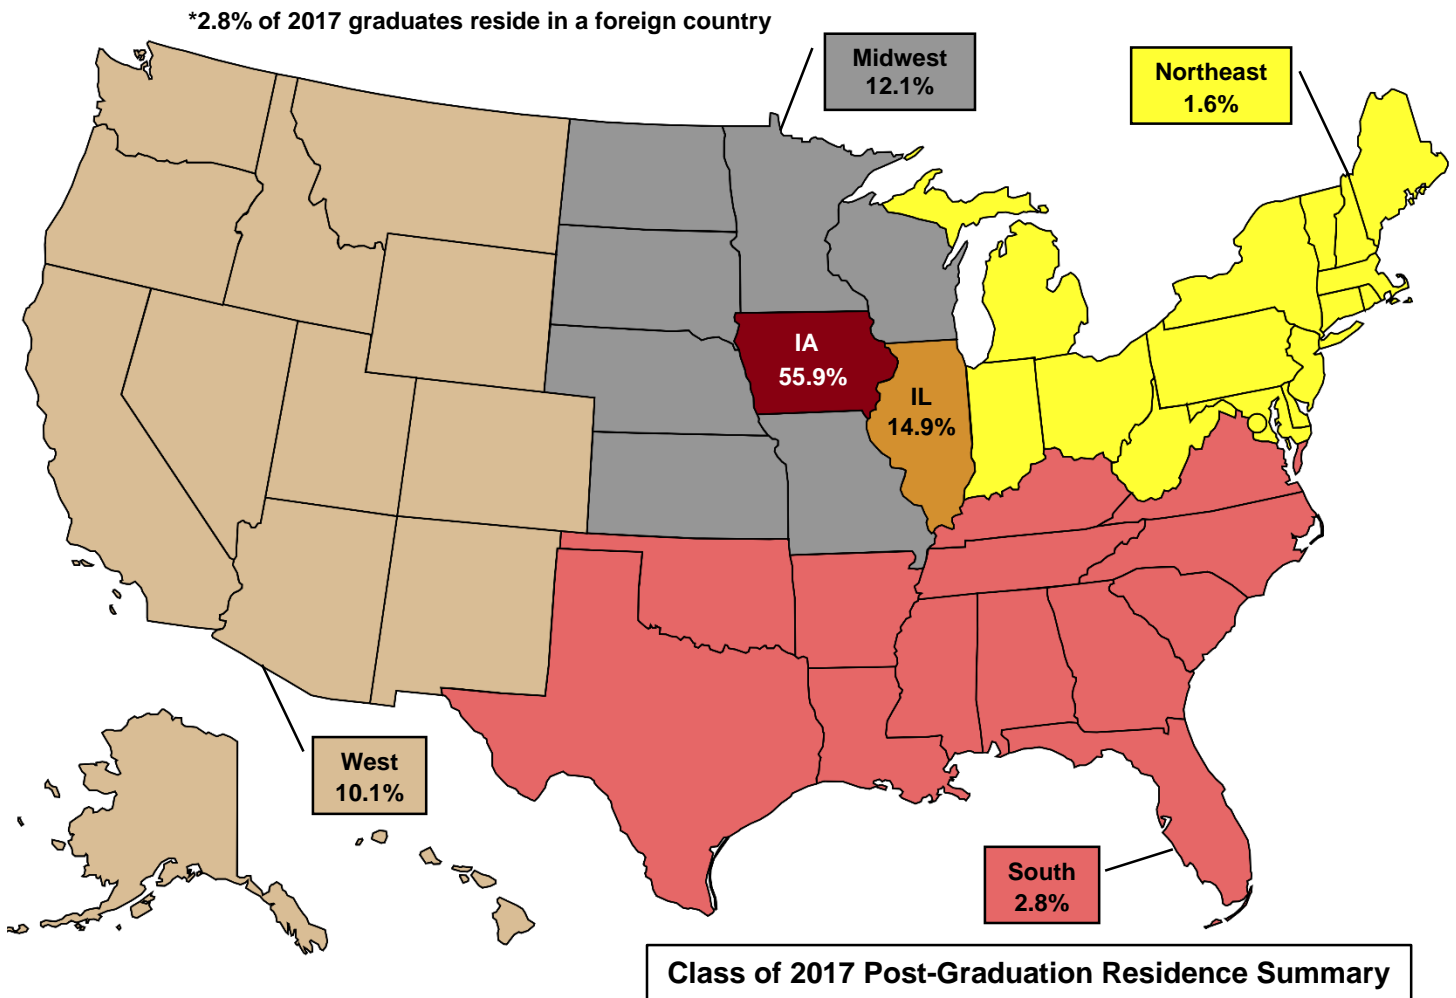 *2.8% of 2017 graduates reside in a foreign country
Midwest
12.1%
Northeast
1.6%
IA
55.9%
IL
14.9%
West
10.1%
South
2.8%
Class of 2017 Post-Graduation Residence Summary